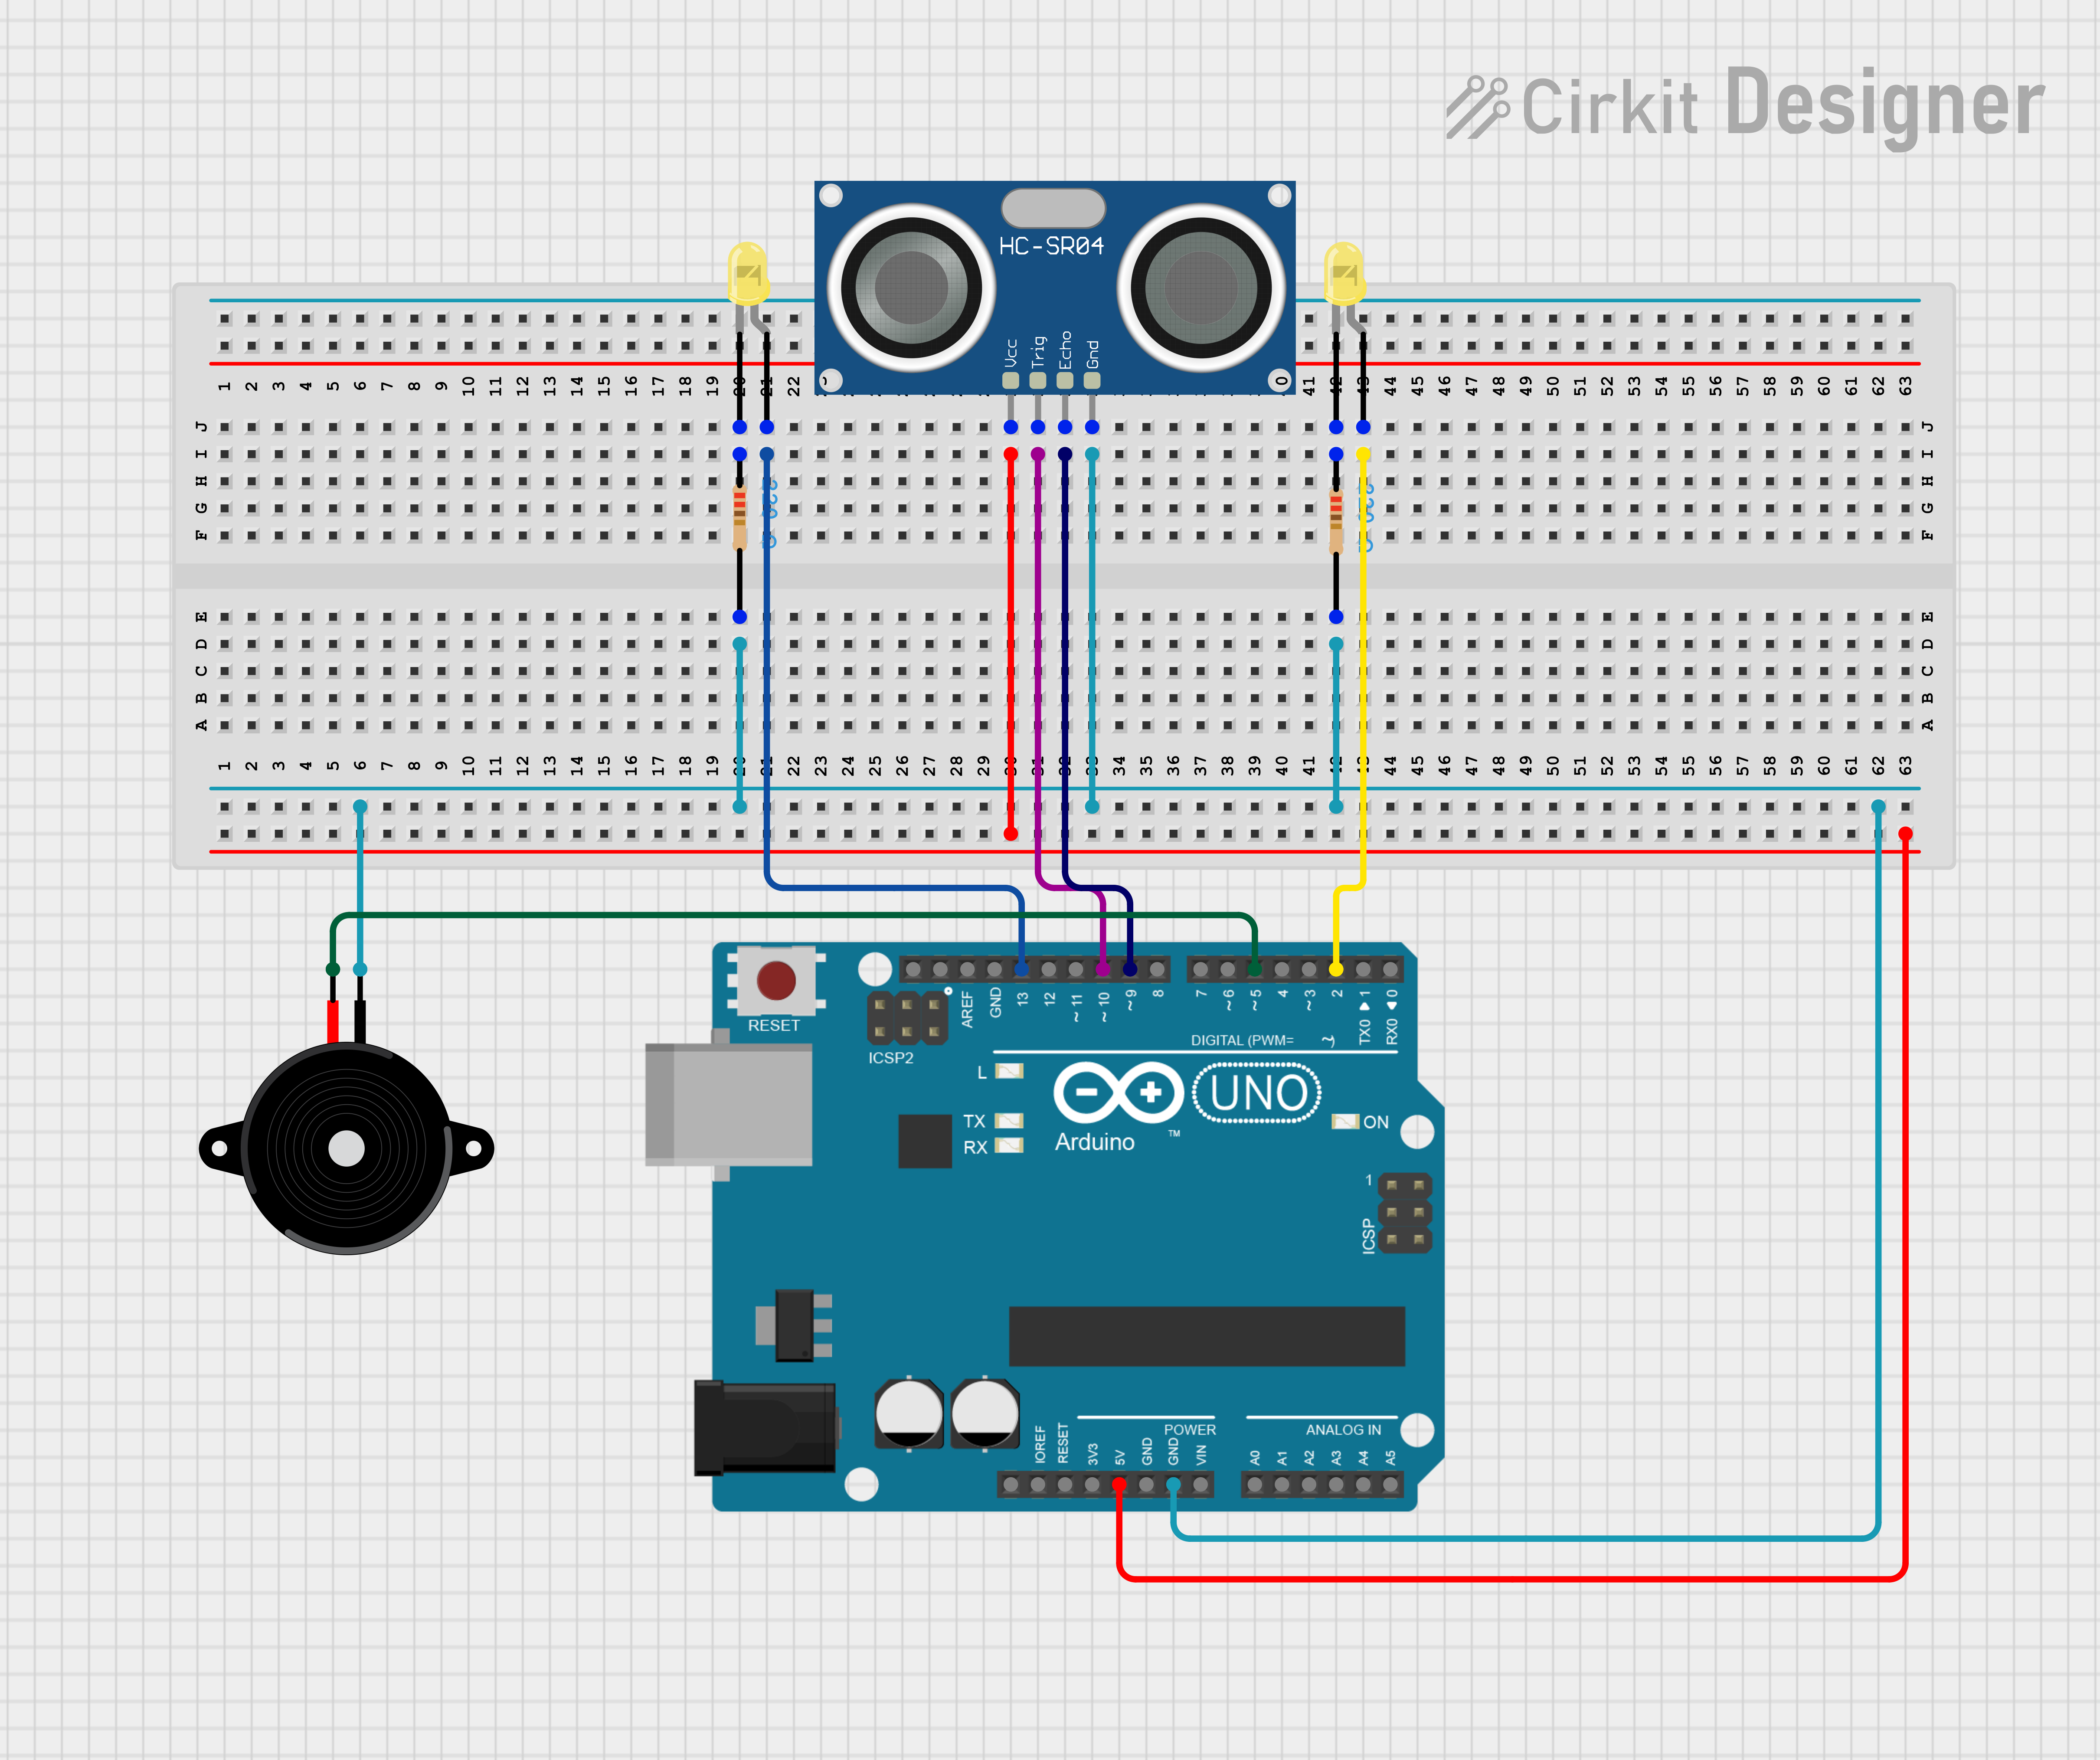 Cirkit Designer
HC-SR04
Vcc Trig Echo Gnd
1 2 3 4 5 6 7 8 9 10 11 12 13 14 15 16 17 18 19 20 21 22 41 42 43 44 45 46 47 48 49 50 51 52 53 54 55 56 57 58 59 60 61 62 63
J J
I I
H H
G G
F F
E E
D D
C C
B B
A A
1 2 3 4 5 6 7 8 9 10 11 12 13 14 15 16 17 18 19 20 21 22 23 24 25 26 27 28 29 30 31 32 33 34 35 36 37 38 39 40 41 42 43 44 45 46 47 48 49 50 51 52 53 54 55 56 57 58 59 60 61 62 63
AREF GND 13 12 ~11 ~10 ~9 8 7 ~6 ~5 4 ~3 2 TX0▶1 RX0◀0
RESET
DIGITAL (PWM= ~)
ICSP2
L
TX
RX
UNO
ON
Arduino ™
1
ICSP
POWER ANALOG IN
IOREF RESET 3V3 5V GND GND VIN A0 A1 A2 A3 A4 A5